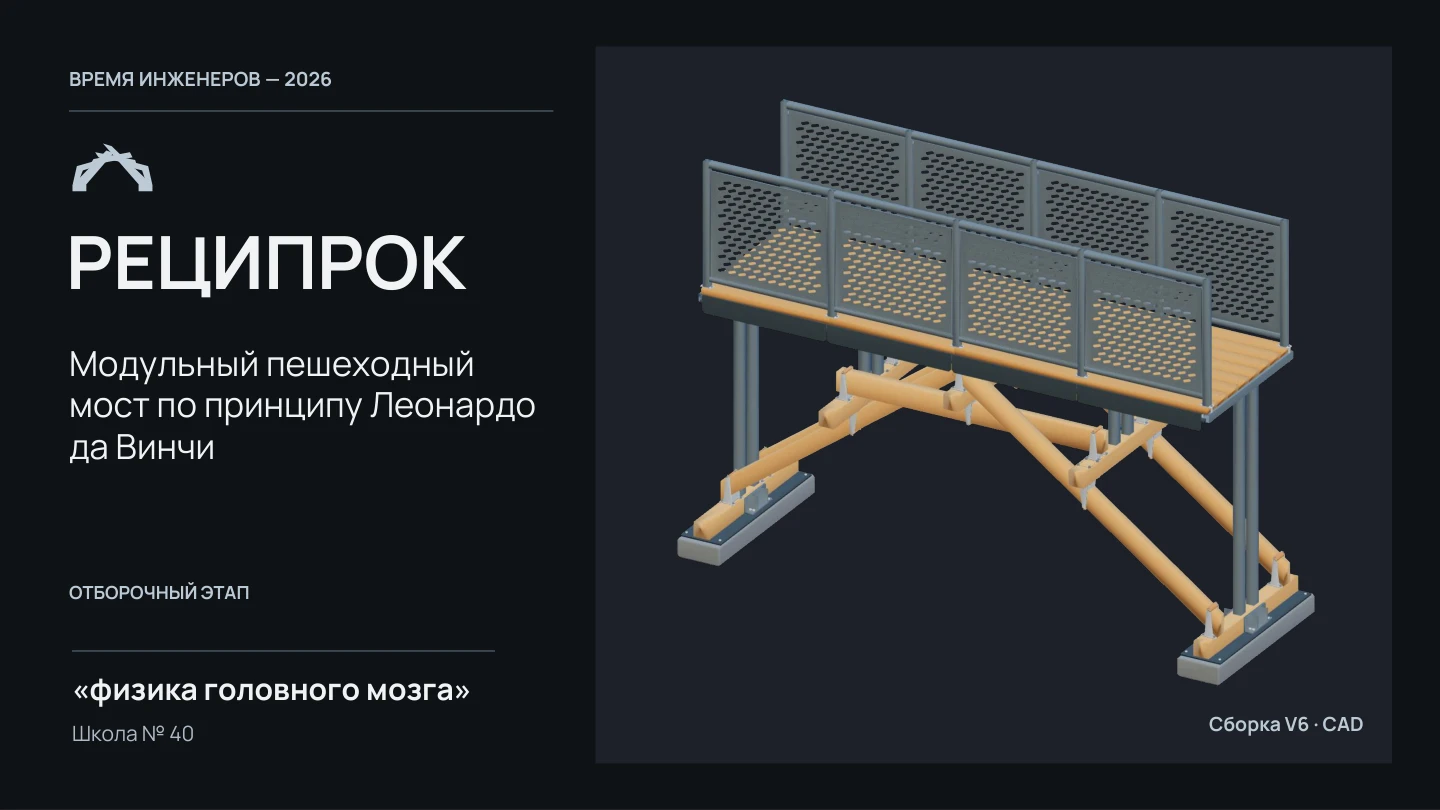 ВРЕМЯ ИНЖЕНЕРОВ — 2026
РЕЦИПРОК
Модульный пешеходный
мост по принципу Леонардо
да Винчи
ОТБОРОЧНЫЙ ЭТАП
«физика головного мозга»
Школа № 40
Сборка V6 · CAD